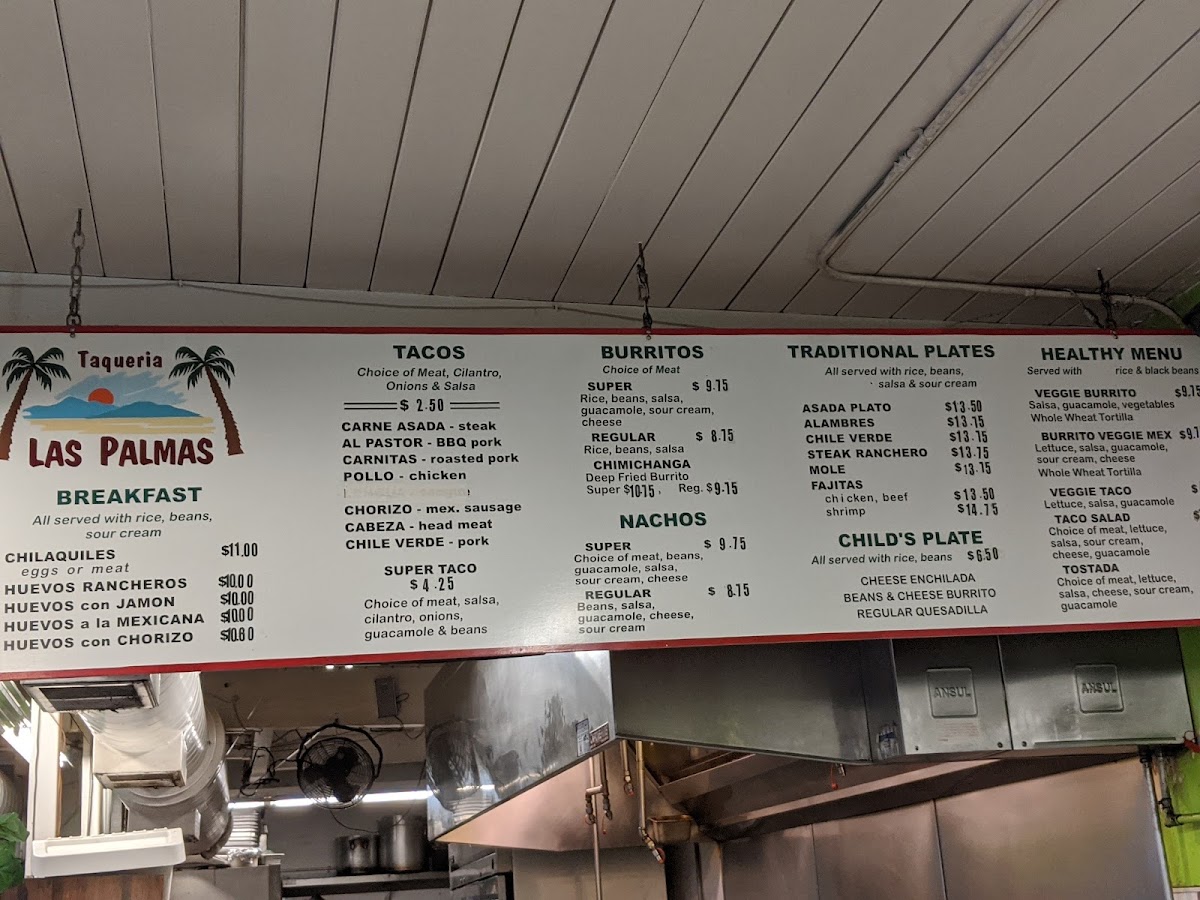 Taqueria
LAS PALMAS
BREAKFAST
All served with rice, beans,
sour cream
CHILAQUILES $11.00
eggs or meat
HUEVOS RANCHEROS $10.00
HUEVOS con JAMON $10.00
HUEVOS a la MEXICANA $10.00
HUEVOS con CHORIZO
TACOS
Choice of Meat, Cilantro,
Onions & Salsa
$ 2.50
CARNE ASADA - steak
AL PASTOR - BBQ pork
CARNITAS - roasted pork
POLLO - chicken
CHORIZO - mex. sausage
CABEZA - head meat
CHILE VERDE - pork
SUPER TACO
$ 4.25
Choice of meat, salsa,
cilantro, onions,
guacamole & beans
BURRITOS
Choice of Meat
SUPER $ 9.75
Rice, beans, salsa,
guacamole, sour cream,
cheese
REGULAR $ 8.75
Rice, beans, salsa
CHIMICHANGA
Deep Fried Burrito
Super $10.75, Reg. $9.75
NACHOS
SUPER $ 9.75
Choice of meat, beans,
guacamole, salsa,
sour cream, cheese
REGULAR $ 8.75
Beans, salsa,
guacamole, cheese,
sour cream
TRADITIONAL PLATES
All served with rice, beans,
salsa & sour cream
ASADA PLATO $13.50
ALAMBRES $13.75
CHILE VERDE $13.75
STEAK RANCHERO $13.75
MOLE $13.75
FAJITAS
chicken, beef $13.50
shrimp $14.75
CHILD'S PLATE
All served with rice, beans $6.50
CHEESE ENCHILADA
BEANS & CHEESE BURRITO
REGULAR QUESADILLA
HEALTHY MENU
Served with rice & black beans
VEGGIE BURRITO $9.75
Salsa, guacamole, vegetables
Whole Wheat Tortilla
BURRITO VEGGIE MEX $9.7
Lettuce, salsa, guacamole,
sour cream, cheese
Whole Wheat Tortilla
VEGGIE TACO $
Lettuce, salsa, guacamole
TACO SALAD $
Choice of meat, lettuce,
salsa, sour cream,
cheese, guacamole
TOSTADA
Choice of meat, lettuce,
salsa, cheese, sour cream,
guacamole
ANSUL
ANSUL